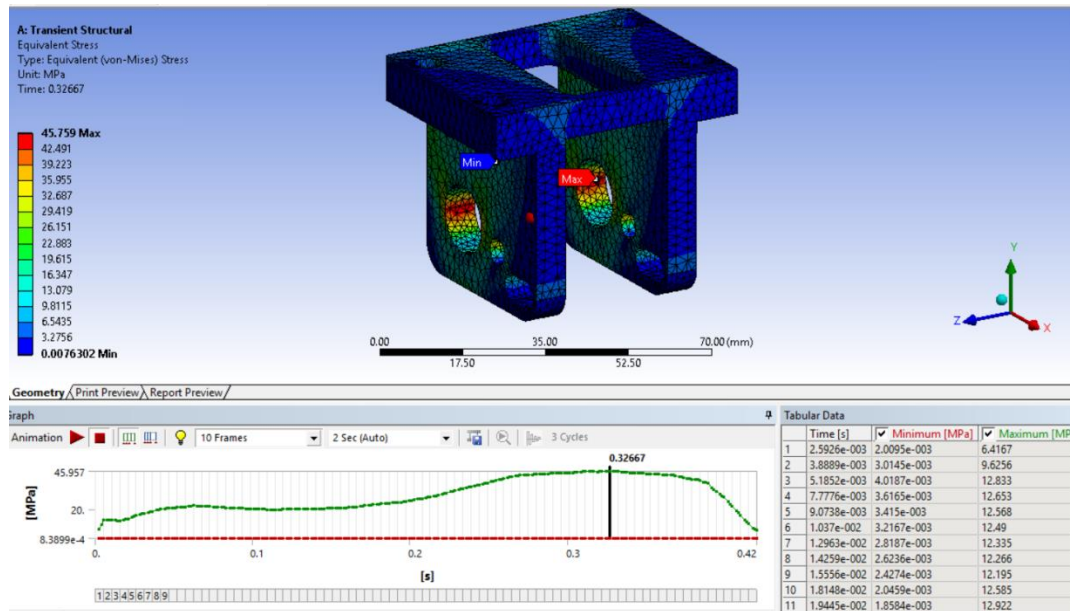 A: Transient Structural
Equivalent Stress
Type: Equivalent (von-Mises) Stress
Unit: MPa
Time: 0.32667
45.759 Max
42.491
39.223
35.955
32.687
29.419
26.151
22.883
19.615
16.347
13.079
9.8115
6.5435
3.2756
0.0076302 Min
Min
Max
Y
Z
X
0.00 35.00 70.00 (mm)
17.50 52.50
Geometry Print Preview Report Preview
Graph
Animation 10 Frames 2 Sec (Auto) 3 Cycles
0.32667
45.957
20.
8.3899e-4
[MPa]
0. 0.1 0.2 0.3 0.42
[s]
1 2 3 4 5 6 7 8 9
Tabular Data
Time [s] Minimum [MPa] Maximum [MP
1 2.5926e-003 2.0095e-003 6.4167
2 3.8889e-003 3.0145e-003 9.6256
3 5.1852e-003 4.0187e-003 12.833
4 7.7776e-003 3.6165e-003 12.653
5 9.0738e-003 3.415e-003 12.568
6 1.037e-002 3.2167e-003 12.49
7 1.2963e-002 2.8187e-003 12.335
8 1.4259e-002 2.6236e-003 12.266
9 1.5556e-002 2.4274e-003 12.195
10 1.8148e-002 2.0459e-003 12.585
11 1.9445e-002 1.8584e-003 12.922